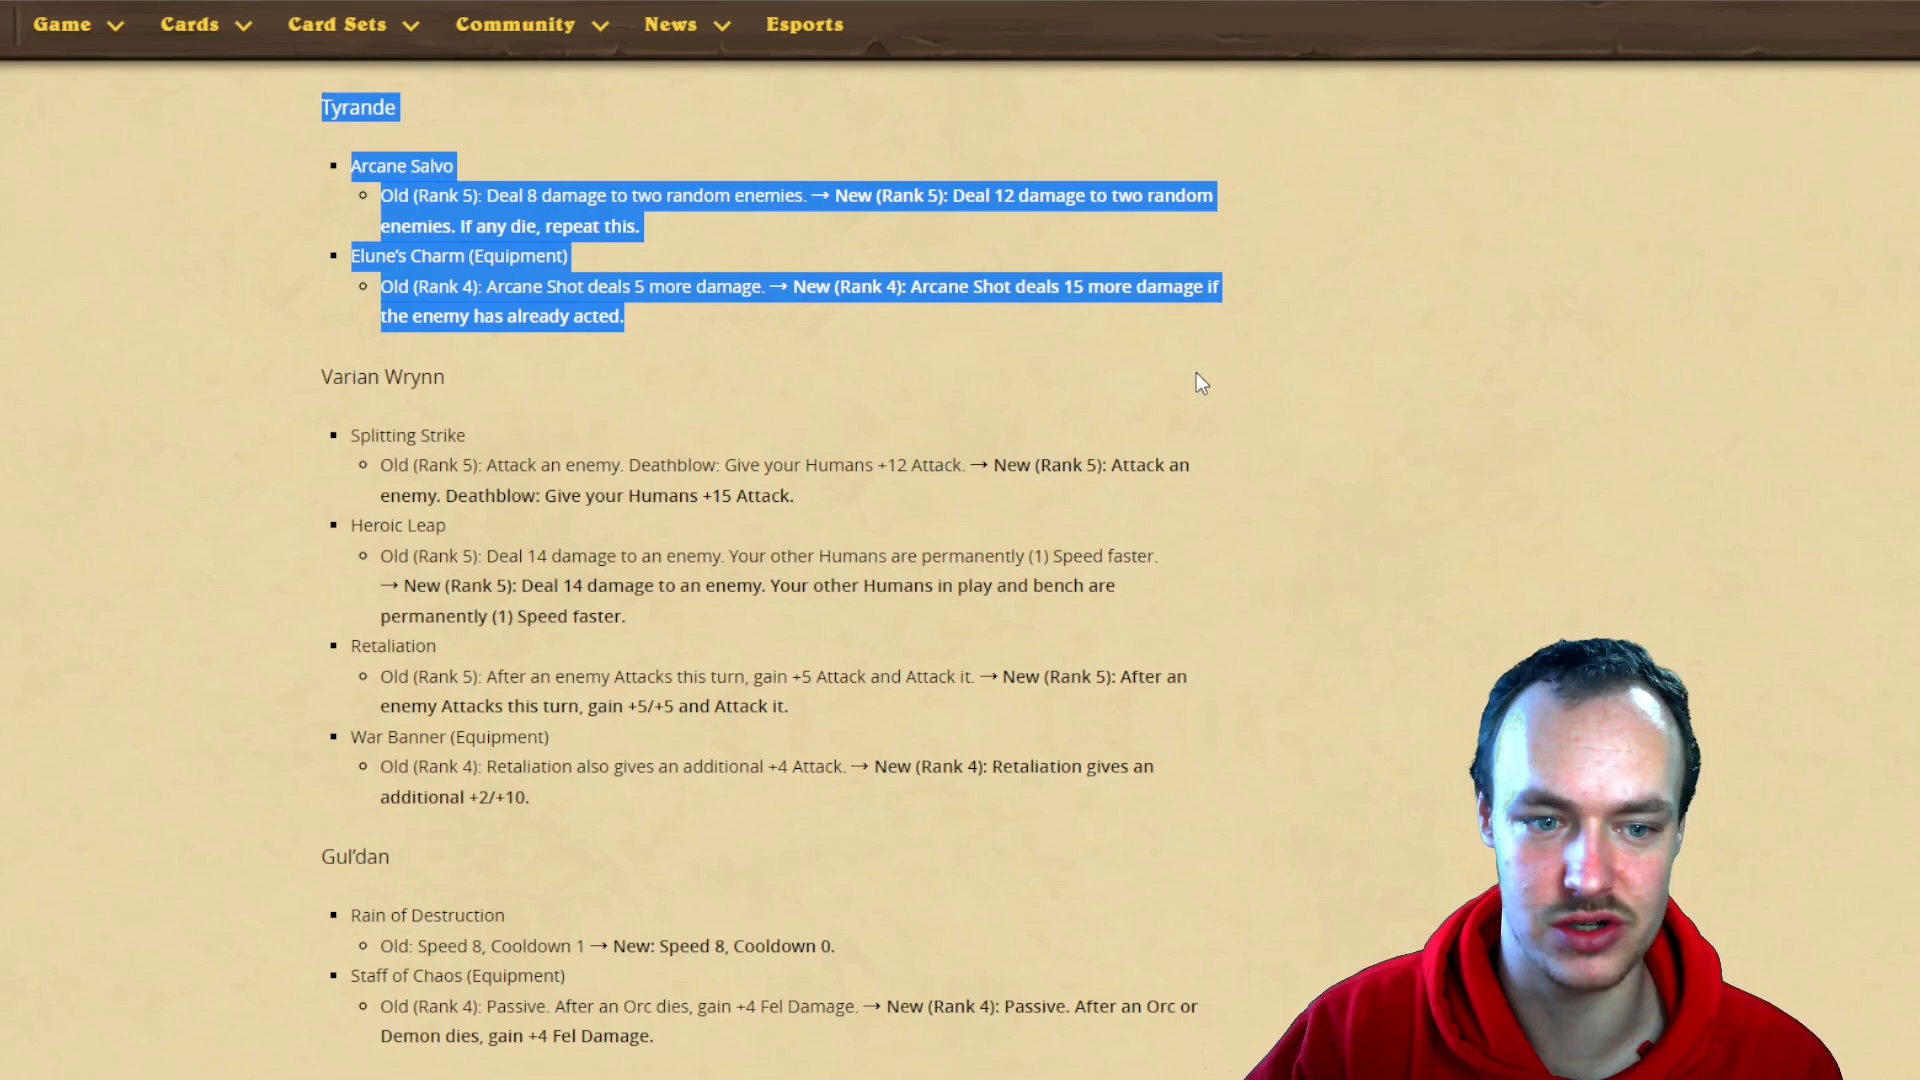 Game Cards Card Sets Community News Esports
Tyrande
Arcane Salvo
Old (Rank 5): Deal 8 damage to two random enemies. → New (Rank 5): Deal 12 damage to two random
enemies. If any die, repeat this.
Elune’s Charm (Equipment)
Old (Rank 4): Arcane Shot deals 5 more damage. → New (Rank 4): Arcane Shot deals 15 more damage if
the enemy has already acted.
Varian Wrynn
Splitting Strike
Old (Rank 5): Attack an enemy. Deathblow: Give your Humans +12 Attack. → New (Rank 5): Attack an
enemy. Deathblow: Give your Humans +15 Attack.
Heroic Leap
Old (Rank 5): Deal 14 damage to an enemy. Your other Humans are permanently (1) Speed faster.
→ New (Rank 5): Deal 14 damage to an enemy. Your other Humans in play and bench are
permanently (1) Speed faster.
Retaliation
Old (Rank 5): After an enemy Attacks this turn, gain +5 Attack and Attack it. → New (Rank 5): After an
enemy Attacks this turn, gain +5/+5 and Attack it.
War Banner (Equipment)
Old (Rank 4): Retaliation also gives an additional +4 Attack. → New (Rank 4): Retaliation gives an
additional +2/+10.
Gul’dan
Rain of Destruction
Old: Speed 8, Cooldown 1 → New: Speed 8, Cooldown 0.
Staff of Chaos (Equipment)
Old (Rank 4): Passive. After an Orc dies, gain +4 Fel Damage. → New (Rank 4): Passive. After an Orc or
Demon dies, gain +4 Fel Damage.